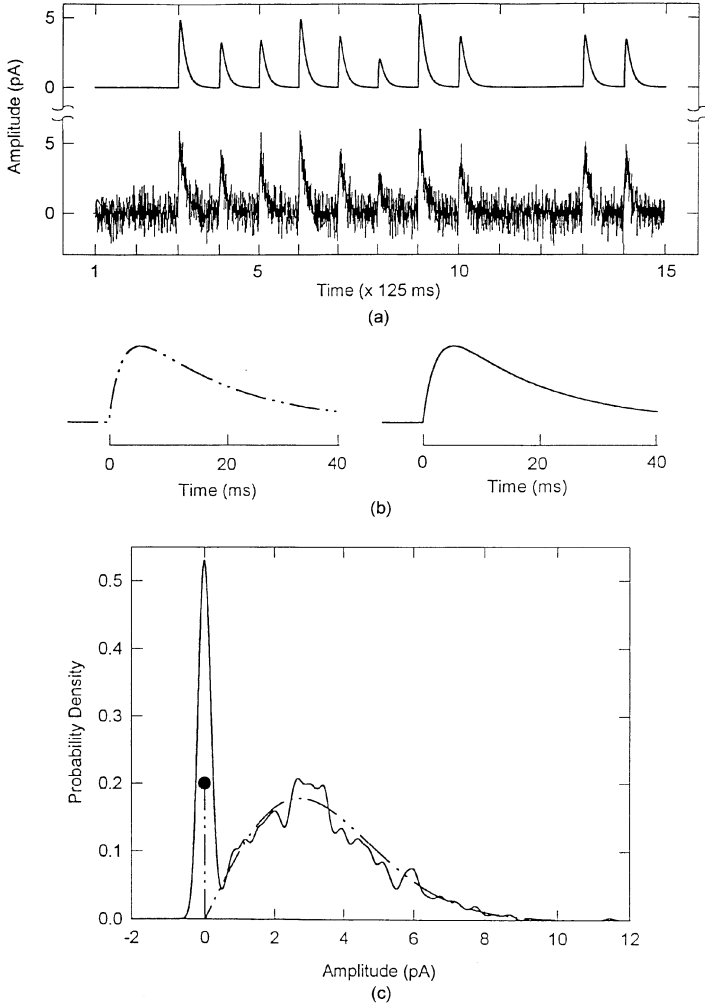 5
0
5
0
Amplitude (pA)
1 5 10 15
Time (x 125 ms)
(a)
0 20 40
Time (ms)
0 20 40
Time (ms)
(b)
0.5
0.4
0.3
0.2
0.1
0.0
Probability Density
-2 0 2 4 6 8 10 12
Amplitude (pA)
(c)